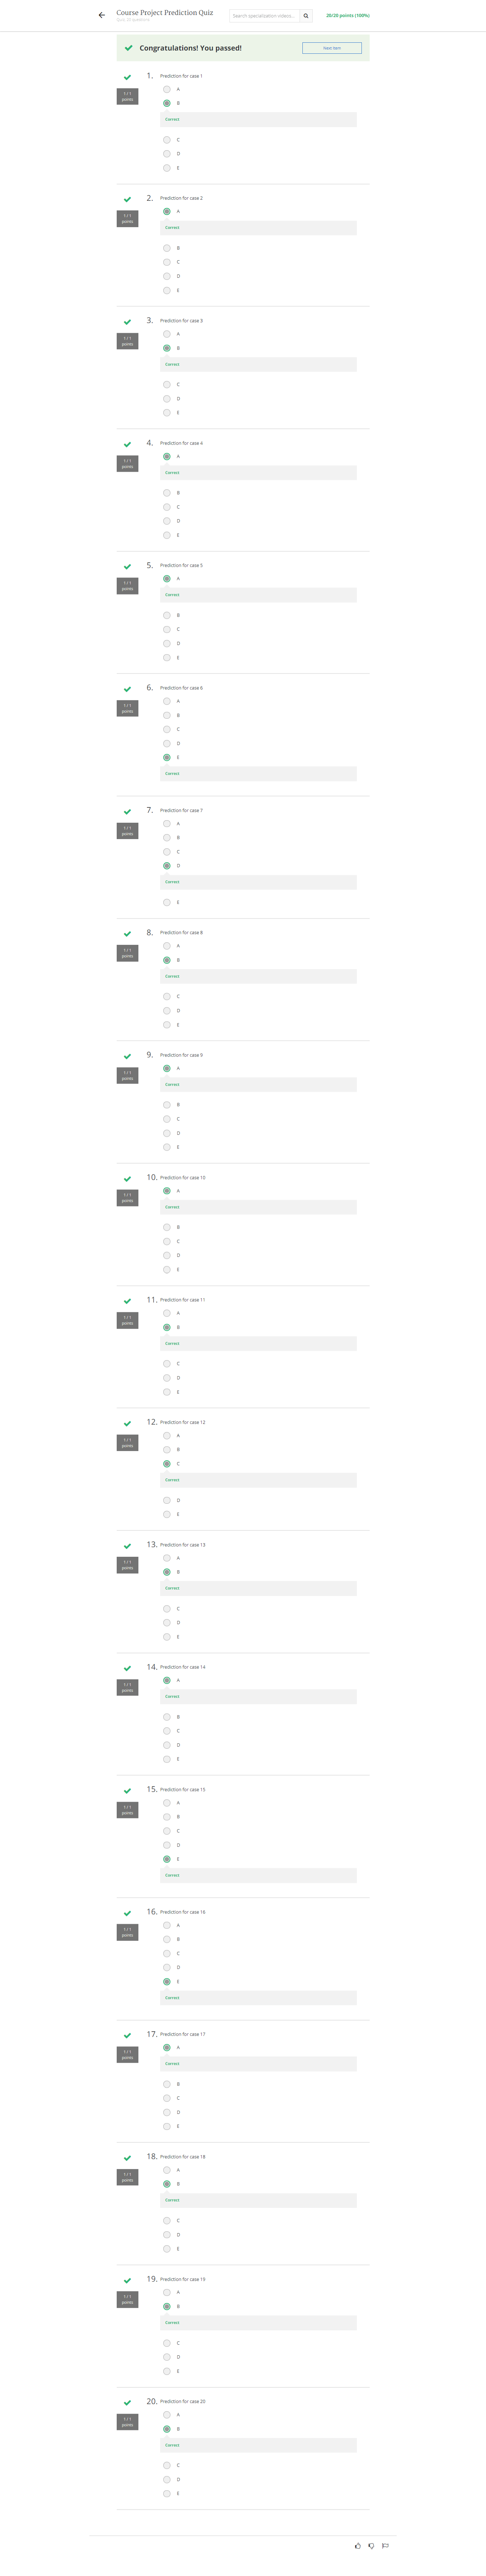 Course Project Prediction Quiz
Quiz, 20 questions
Search specialization videos...
20/20 points (100%)
Congratulations! You passed!
Next Item
1. Prediction for case 1
1 / 1
points
A
B
Correct
C
D
E
2. Prediction for case 2
1 / 1
points
A
Correct
B
C
D
E
3. Prediction for case 3
1 / 1
points
A
B
Correct
C
D
E
4. Prediction for case 4
1 / 1
points
A
Correct
B
C
D
E
5. Prediction for case 5
1 / 1
points
A
Correct
B
C
D
E
6. Prediction for case 6
1 / 1
points
A
B
C
D
E
Correct
7. Prediction for case 7
1 / 1
points
A
B
C
D
Correct
E
8. Prediction for case 8
1 / 1
points
A
B
Correct
C
D
E
9. Prediction for case 9
1 / 1
points
A
Correct
B
C
D
E
10. Prediction for case 10
1 / 1
points
A
Correct
B
C
D
E
11. Prediction for case 11
1 / 1
points
A
B
Correct
C
D
E
12. Prediction for case 12
1 / 1
points
A
B
C
Correct
D
E
13. Prediction for case 13
1 / 1
points
A
B
Correct
C
D
E
14. Prediction for case 14
1 / 1
points
A
Correct
B
C
D
E
15. Prediction for case 15
1 / 1
points
A
B
C
D
E
Correct
16. Prediction for case 16
1 / 1
points
A
B
C
D
E
Correct
17. Prediction for case 17
1 / 1
points
A
Correct
B
C
D
E
18. Prediction for case 18
1 / 1
points
A
B
Correct
C
D
E
19. Prediction for case 19
1 / 1
points
A
B
Correct
C
D
E
20. Prediction for case 20
1 / 1
points
A
B
Correct
C
D
E